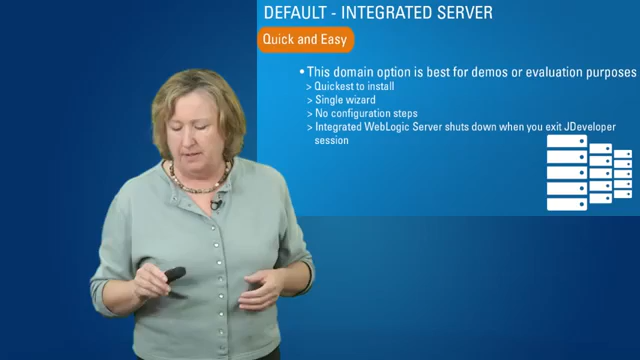 DEFAULT - INTEGRATED SERVER
Quick and Easy
• This domain option is best for demos or evaluation purposes
> Quickest to install
> Single wizard
> No configuration steps
> Integrated WebLogic Server shuts down when you exit JDeveloper
session